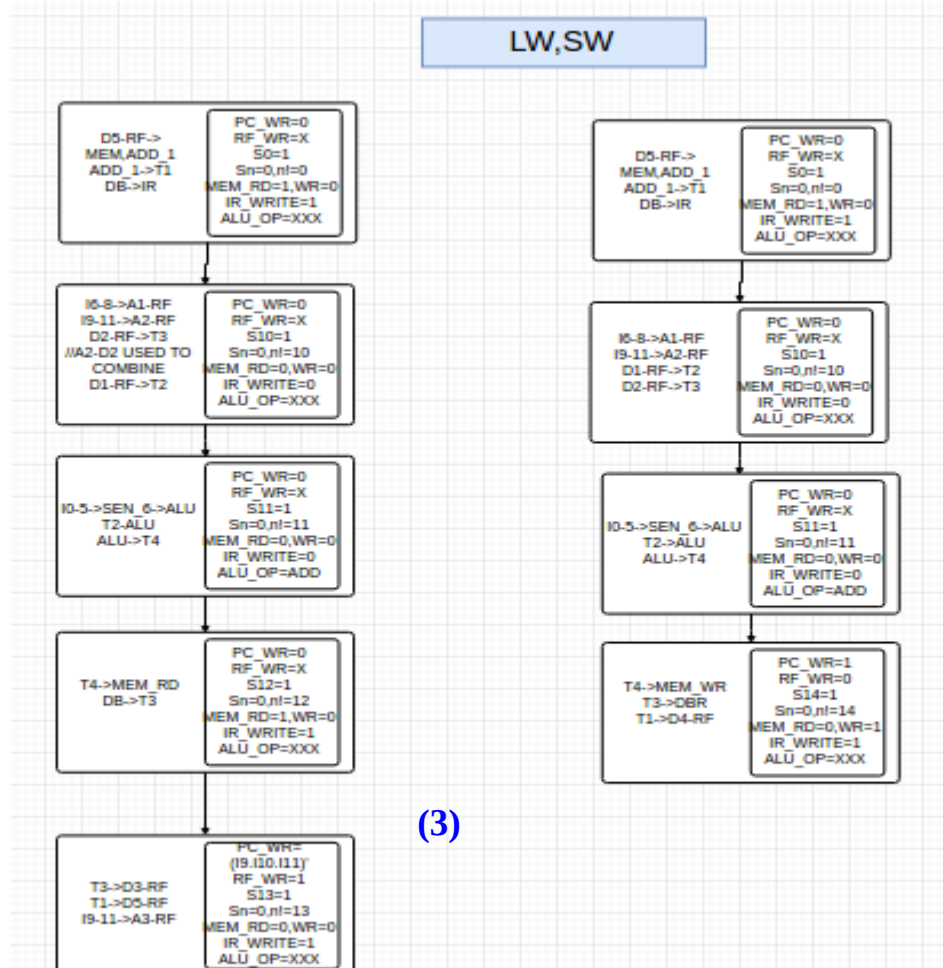 LW,SW
D5-RF->
MEM,ADD_1
ADD_1->T1
DB->IR
PC_WR=0
RF_WR=X
S0=1
Sn=0,n!=0
MEM_RD=1,WR=0
IR_WRITE=1
ALU_OP=XXX
I6-8->A1-RF
I9-11->A2-RF
D2-RF->T3
//A2-D2 USED TO
COMBINE
D1-RF->T2
PC_WR=0
RF_WR=X
S10=1
Sn=0,n!=10
MEM_RD=0,WR=0
IR_WRITE=0
ALU_OP=XXX
I0-5->SEN_6->ALU
T2-ALU
ALU->T4
PC_WR=0
RF_WR=X
S11=1
Sn=0,n!=11
MEM_RD=0,WR=0
IR_WRITE=0
ALU_OP=ADD
T4->MEM_RD
DB->T3
PC_WR=0
RF_WR=X
S12=1
Sn=0,n!=12
MEM_RD=1,WR=0
IR_WRITE=1
ALU_OP=XXX
T3->D3-RF
T1->D5-RF
I9-11->A3-RF
PC_WR=
(I9.I10.I11)'
RF_WR=1
S13=1
Sn=0,n!=13
MEM_RD=0,WR=0
IR_WRITE=1
ALU_OP=XXX
D5-RF->
MEM,ADD_1
ADD_1->T1
DB->IR
PC_WR=0
RF_WR=X
S0=1
Sn=0,n!=0
MEM_RD=1,WR=0
IR_WRITE=1
ALU_OP=XXX
I6-8->A1-RF
I9-11->A2-RF
D1-RF->T2
D2-RF->T3
PC_WR=0
RF_WR=X
S10=1
Sn=0,n!=10
MEM_RD=0,WR=0
IR_WRITE=0
ALU_OP=XXX
I0-5->SEN_6->ALU
T2->ALU
ALU->T4
PC_WR=0
RF_WR=X
S11=1
Sn=0,n!=11
MEM_RD=0,WR=0
IR_WRITE=0
ALU_OP=ADD
T4->MEM_WR
T3->DBR
T1->D4-RF
PC_WR=1
RF_WR=0
S14=1
Sn=0,n!=14
MEM_RD=0,WR=1
IR_WRITE=1
ALU_OP=XXX
(3)